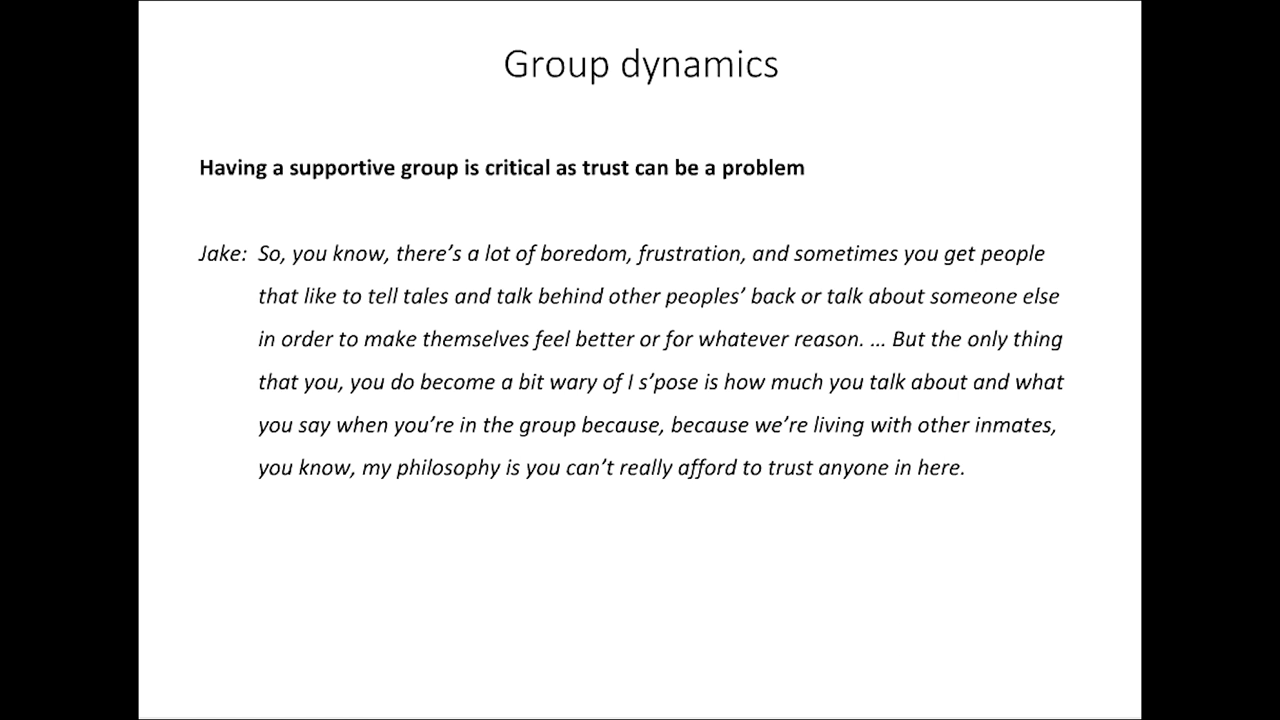 Group dynamics
Having a supportive group is critical as trust can be a problem
Jake: So, you know, there’s a lot of boredom, frustration, and sometimes you get people
that like to tell tales and talk behind other peoples’ back or talk about someone else
in order to make themselves feel better or for whatever reason. … But the only thing
that you, you do become a bit wary of I s’pose is how much you talk about and what
you say when you’re in the group because, because we’re living with other inmates,
you know, my philosophy is you can’t really afford to trust anyone in here.